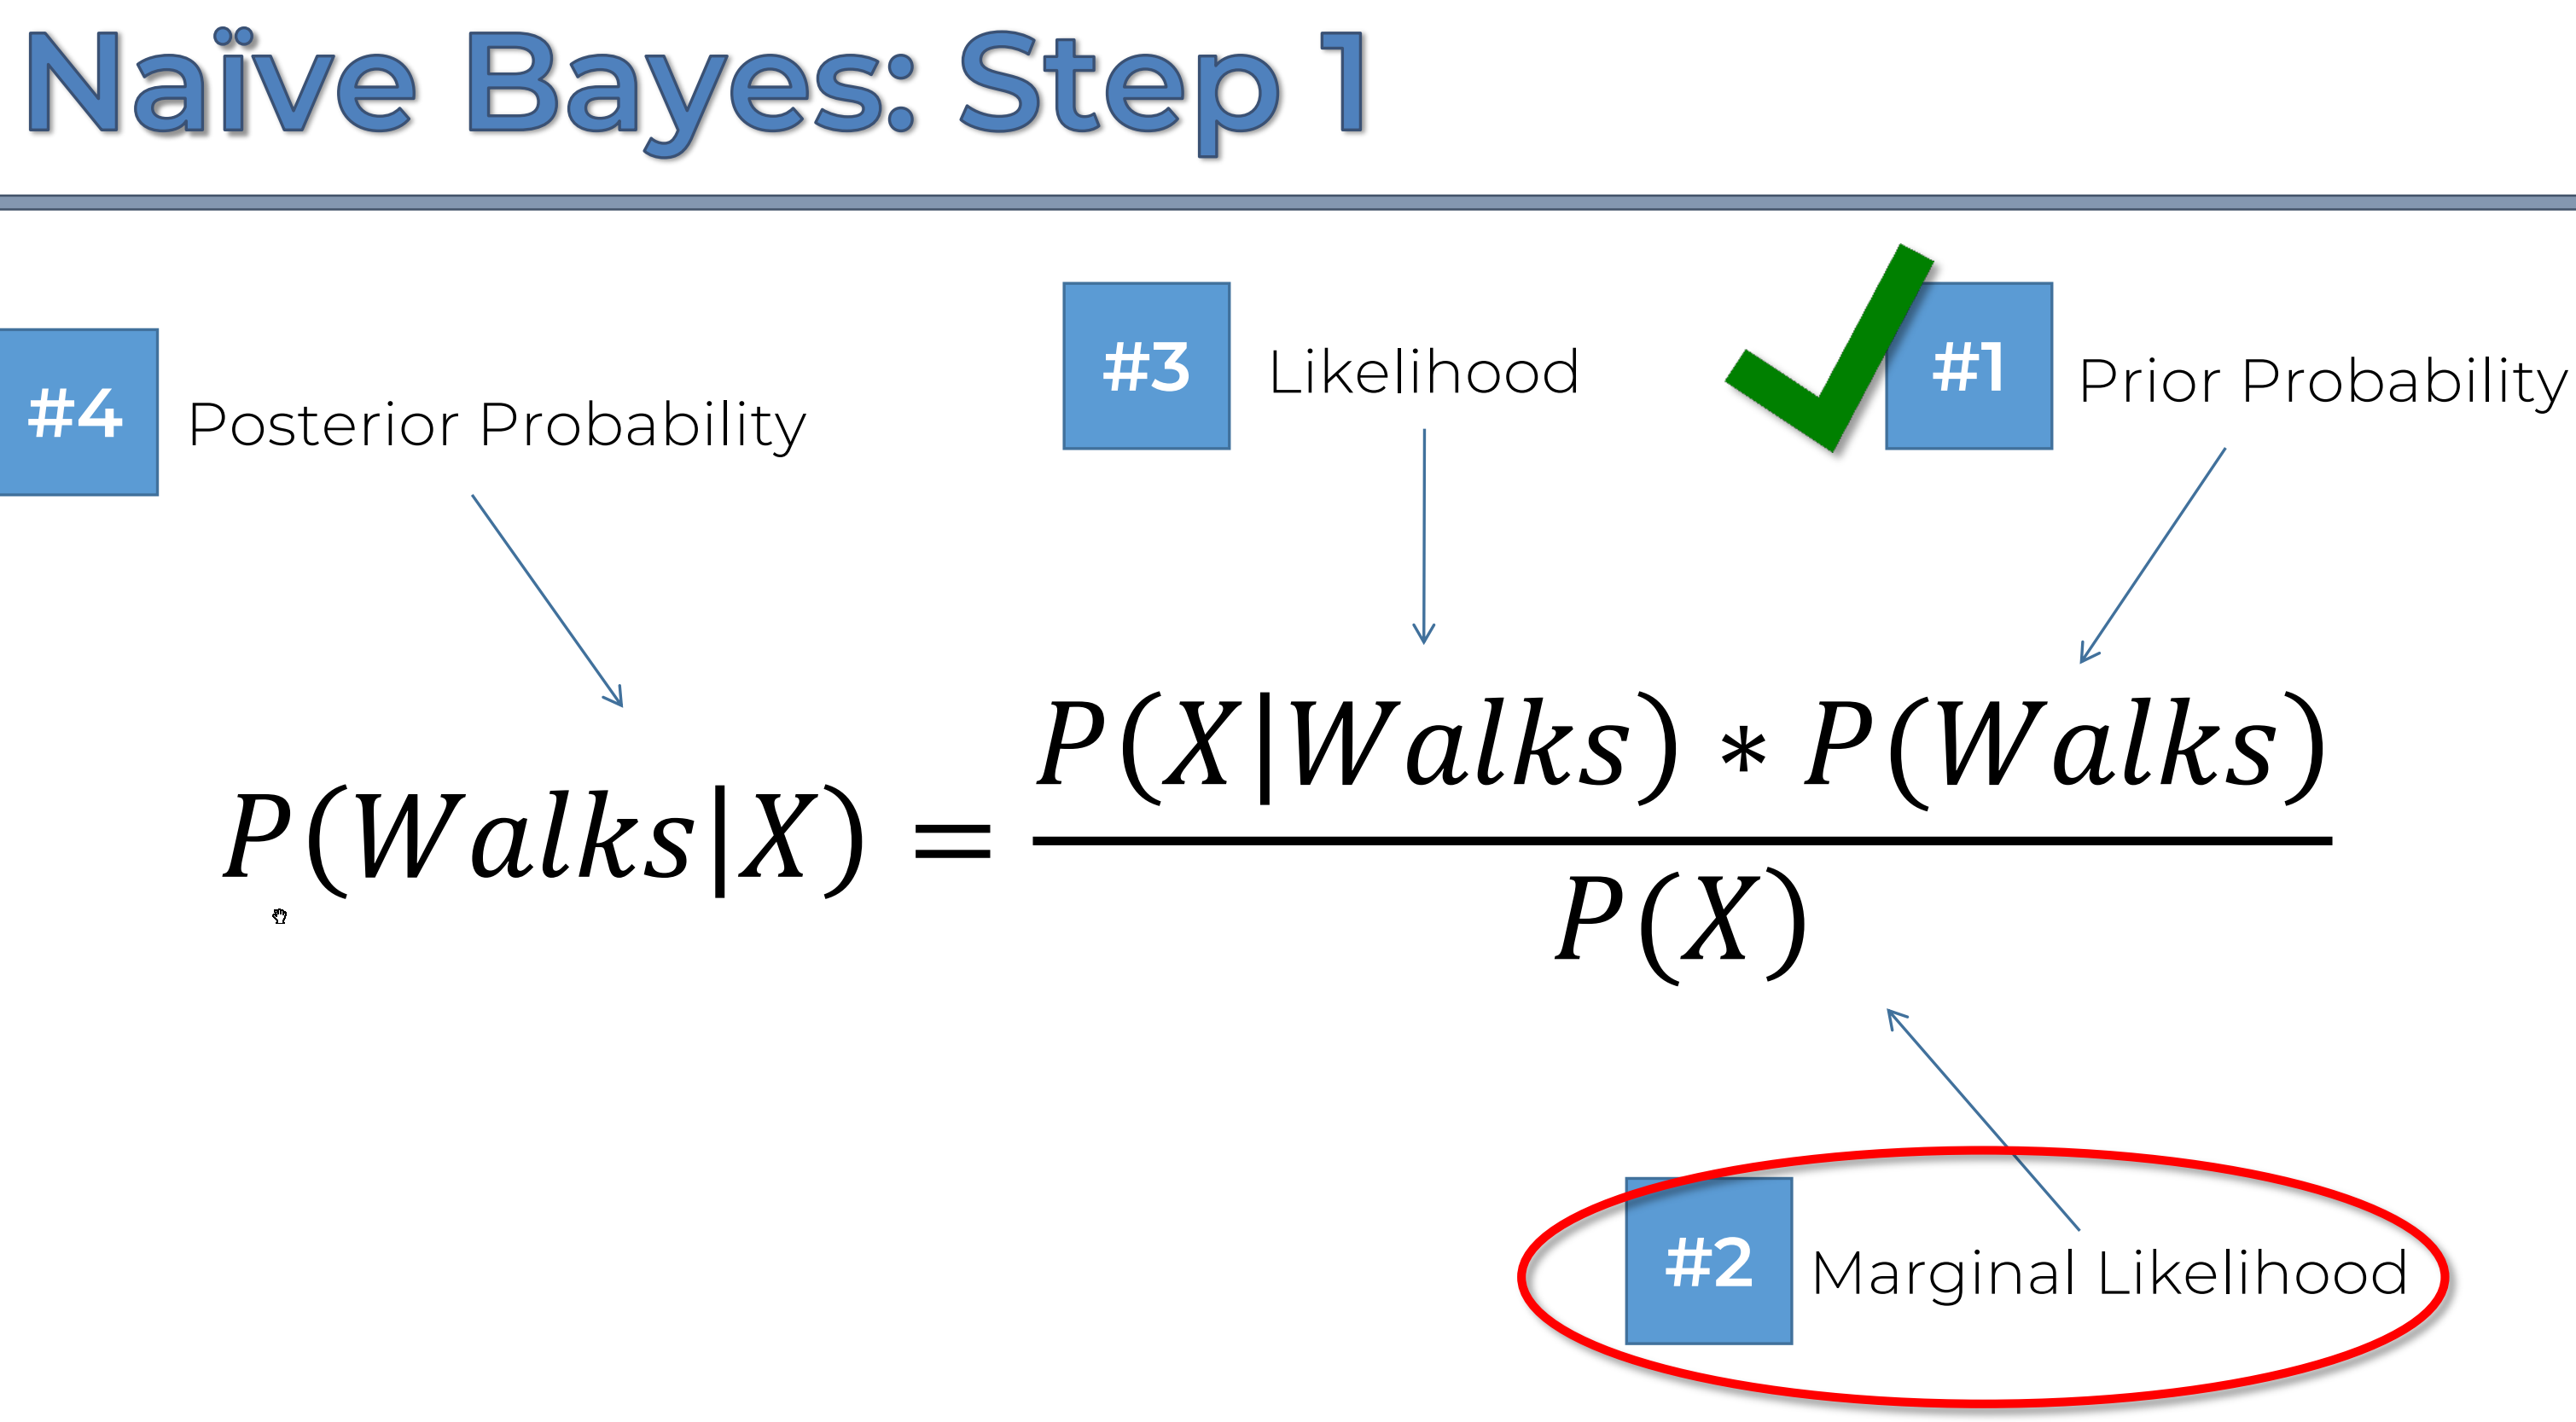 Naïve Bayes: Step 1
#3 Likelihood
#1 Prior Probability
#4 Posterior Probability
P(Walks|X) = P(X|Walks) * P(Walks)
P(X)
#2 Marginal Likelihood